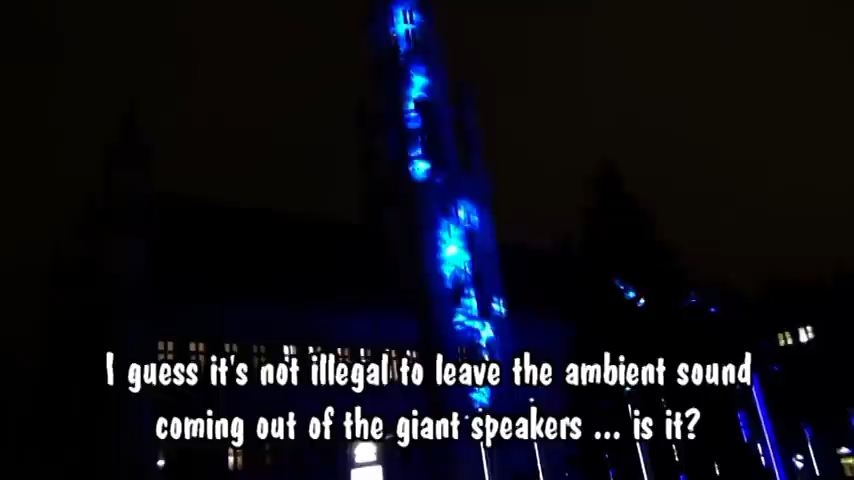 I guess it's not illegal to leave the ambient sound
coming out of the giant speakers ... is it?